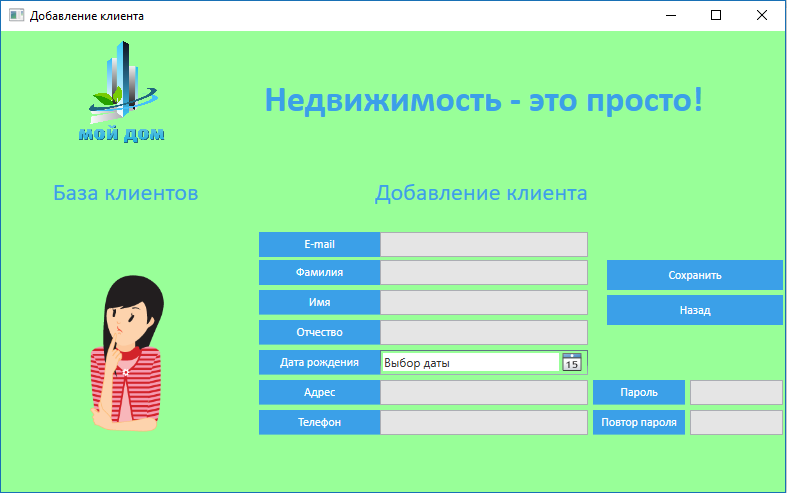 Добавление клиента
Недвижимость - это просто!
мой дом
База клиентов
Добавление клиента
E-mail
Фамилия
Сохранить
Имя
Назад
Отчество
Дата рождения
Выбор даты
15
Адрес
Пароль
Телефон
Повтор пароля